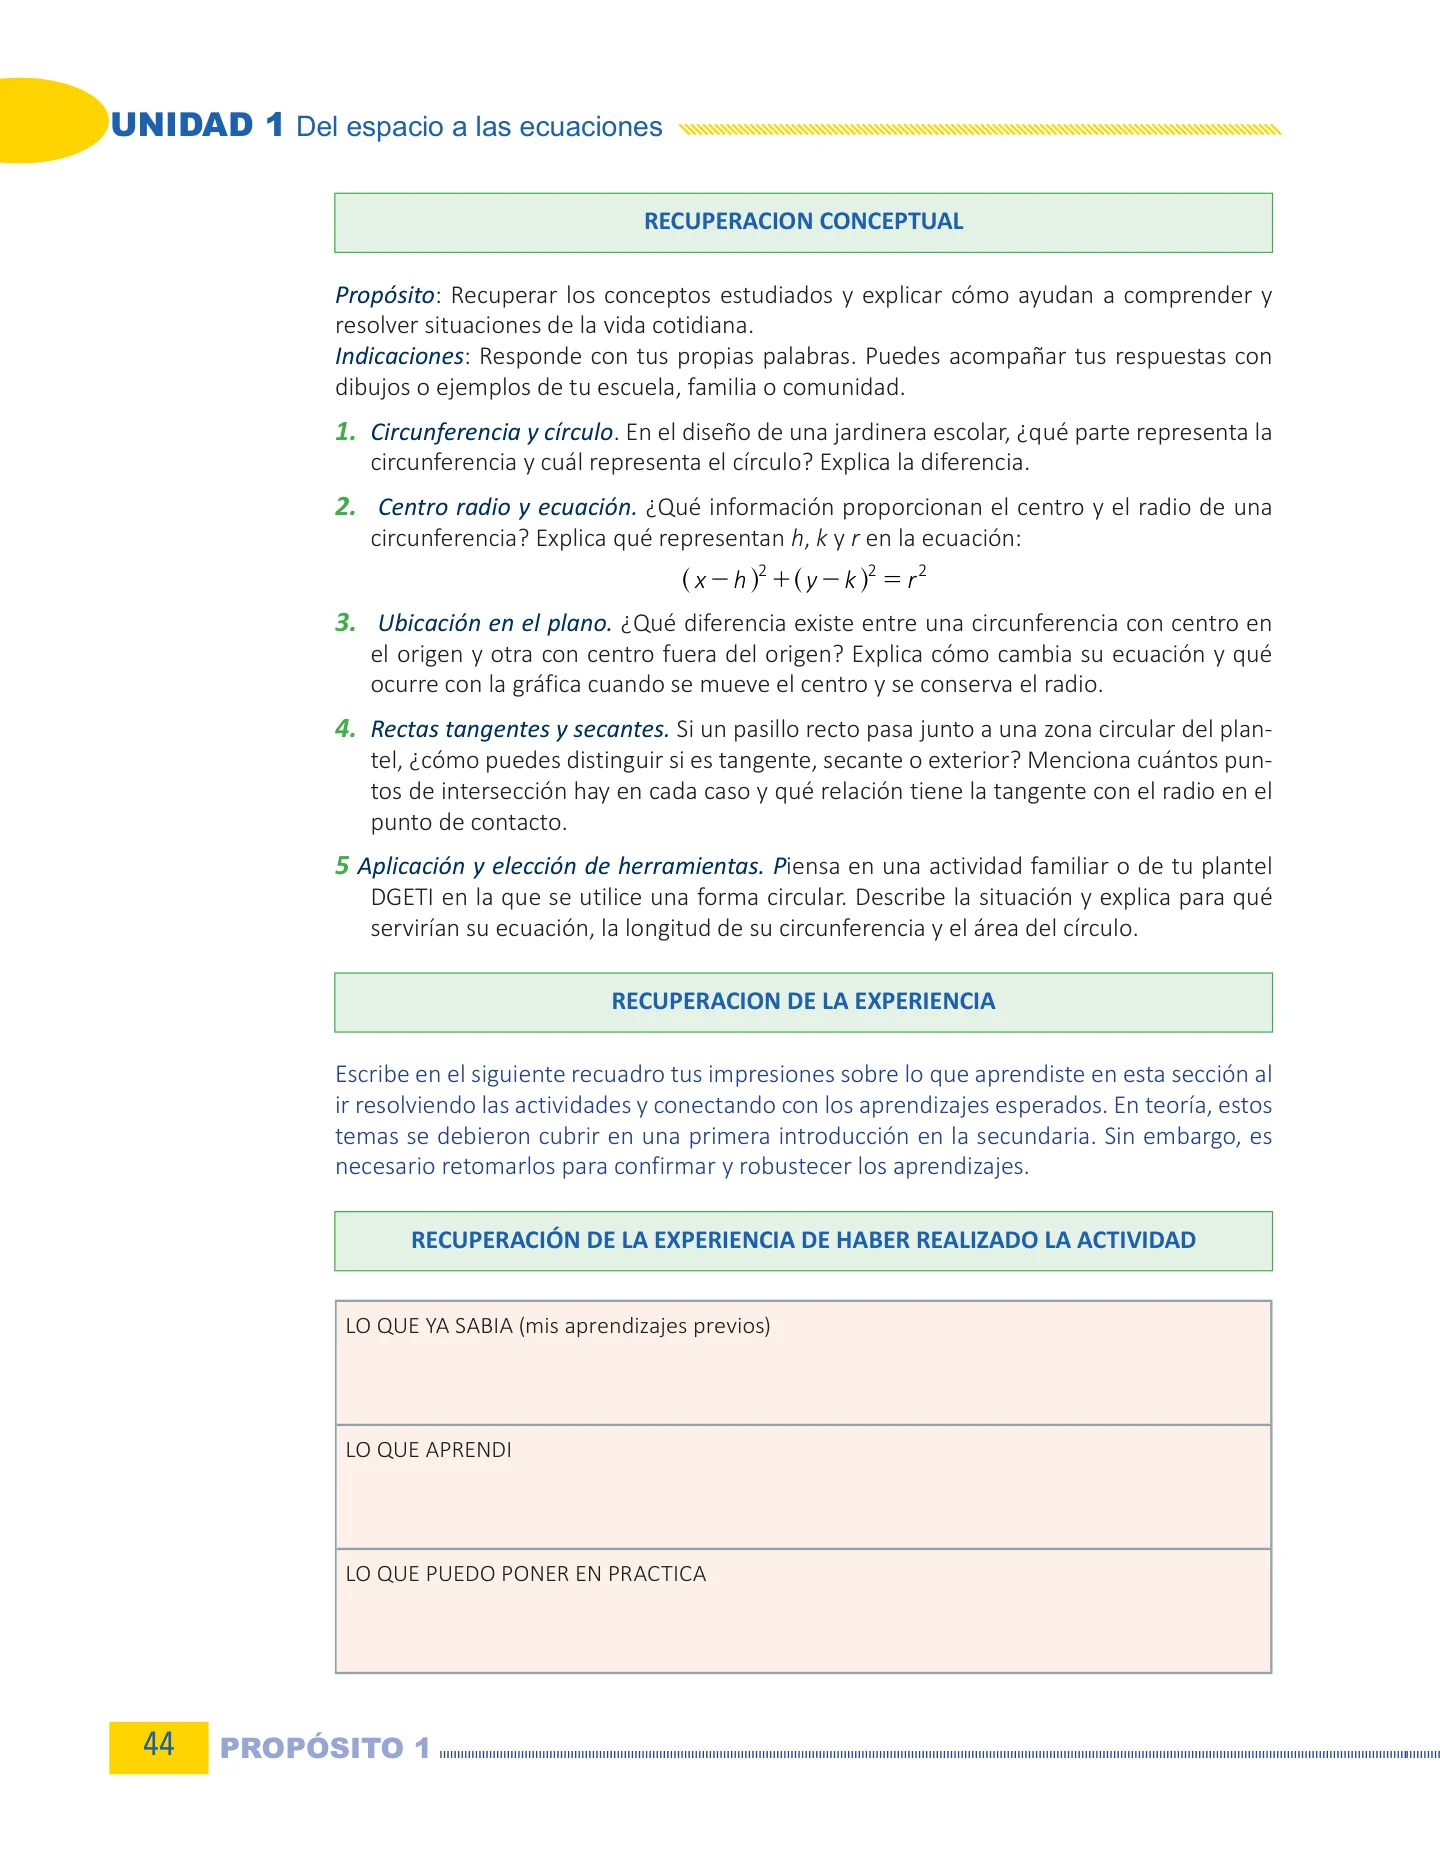 UNIDAD 1 Del espacio a las ecuaciones
RECUPERACION CONCEPTUAL
Propósito: Recuperar los conceptos estudiados y explicar cómo ayudan a comprender y
resolver situaciones de la vida cotidiana.
Indicaciones: Responde con tus propias palabras. Puedes acompañar tus respuestas con
dibujos o ejemplos de tu escuela, familia o comunidad.
1. Circunferencia y círculo. En el diseño de una jardinera escolar, ¿qué parte representa la
circunferencia y cuál representa el círculo? Explica la diferencia.
2. Centro radio y ecuación. ¿Qué información proporcionan el centro y el radio de una
circunferencia? Explica qué representan h, k y r en la ecuación:
(x − h)² + (y − k)² = r²
3. Ubicación en el plano. ¿Qué diferencia existe entre una circunferencia con centro en
el origen y otra con centro fuera del origen? Explica cómo cambia su ecuación y qué
ocurre con la gráfica cuando se mueve el centro y se conserva el radio.
4. Rectas tangentes y secantes. Si un pasillo recto pasa junto a una zona circular del plan-
tel, ¿cómo puedes distinguir si es tangente, secante o exterior? Menciona cuántos pun-
tos de intersección hay en cada caso y qué relación tiene la tangente con el radio en el
punto de contacto.
5 Aplicación y elección de herramientas. Piensa en una actividad familiar o de tu plantel
DGETI en la que se utilice una forma circular. Describe la situación y explica para qué
servirían su ecuación, la longitud de su circunferencia y el área del círculo.
RECUPERACION DE LA EXPERIENCIA
Escribe en el siguiente recuadro tus impresiones sobre lo que aprendiste en esta sección al
ir resolviendo las actividades y conectando con los aprendizajes esperados. En teoría, estos
temas se debieron cubrir en una primera introducción en la secundaria. Sin embargo, es
necesario retomarlos para confirmar y robustecer los aprendizajes.
RECUPERACIÓN DE LA EXPERIENCIA DE HABER REALIZADO LA ACTIVIDAD
LO QUE YA SABIA (mis aprendizajes previos)
LO QUE APRENDI
LO QUE PUEDO PONER EN PRACTICA
44 PROPÓSITO 1